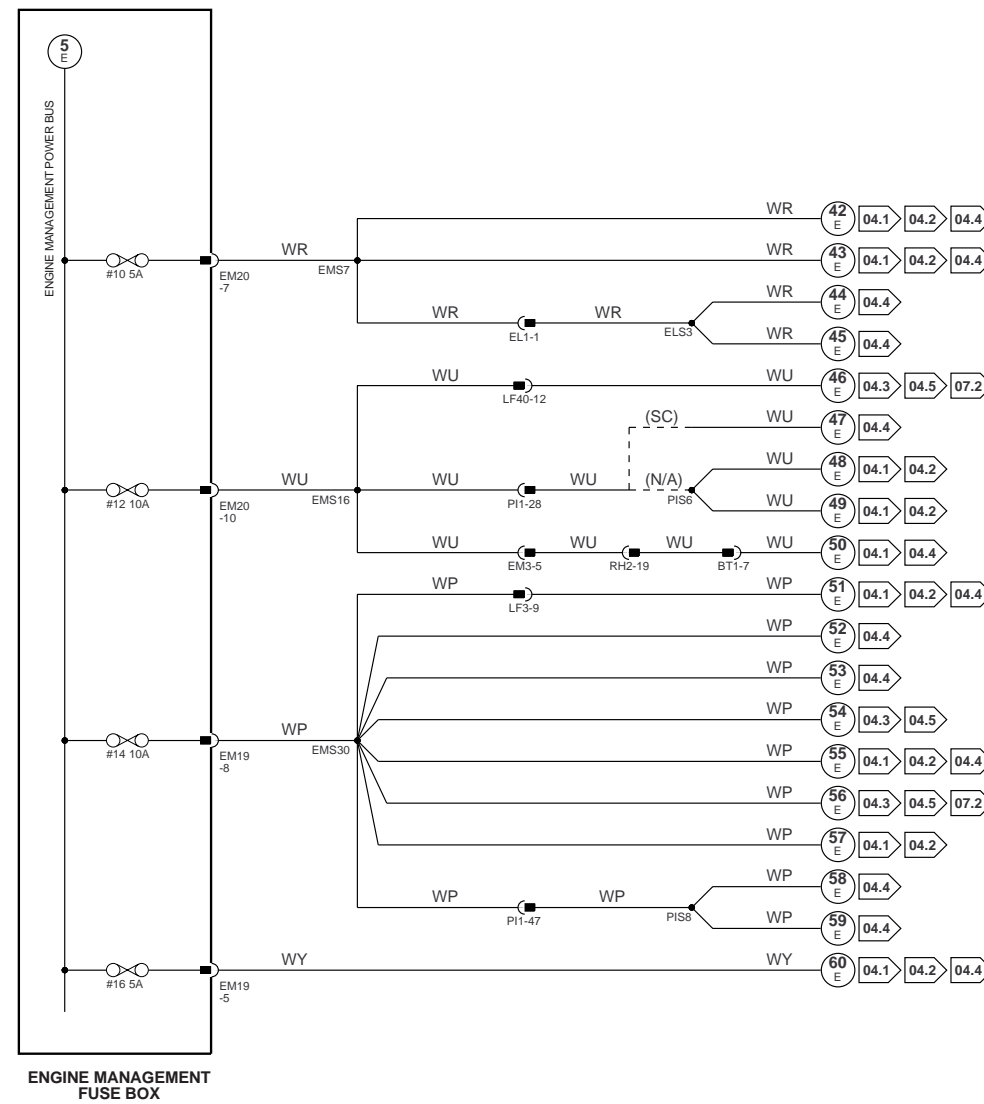 5
E
ENGINE MANAGEMENT POWER BUS
WR 42 E 04.1 04.2 04.4
#10 5A EM20 -7 WR EMS7 WR 43 E 04.1 04.2 04.4
WR 44 E 04.4
WR EL1-1 WR ELS3
WR 45 E 04.4
WU LF40-12 WU 46 E 04.3 04.5 07.2
(SC) WU 47 E 04.4
WU 48 E 04.1 04.2
#12 10A EM20 -10 WU EMS16 WU PI1-28 WU (N/A) PIS6
WU 49 E 04.1 04.2
WU EM3-5 WU RH2-19 WU BT1-7 WU 50 E 04.1 04.4
WP LF3-9 WP 51 E 04.1 04.2 04.4
WP 52 E 04.4
WP 53 E 04.4
WP 54 E 04.3 04.5
#14 10A EM19 -8 WP EMS30
WP 55 E 04.1 04.2 04.4
WP 56 E 04.3 04.5 07.2
WP 57 E 04.1 04.2
WP 58 E 04.4
WP PI1-47 WP PIS8
WP 59 E 04.4
#16 5A EM19 -5 WY WY 60 E 04.1 04.2 04.4
ENGINE MANAGEMENT
FUSE BOX